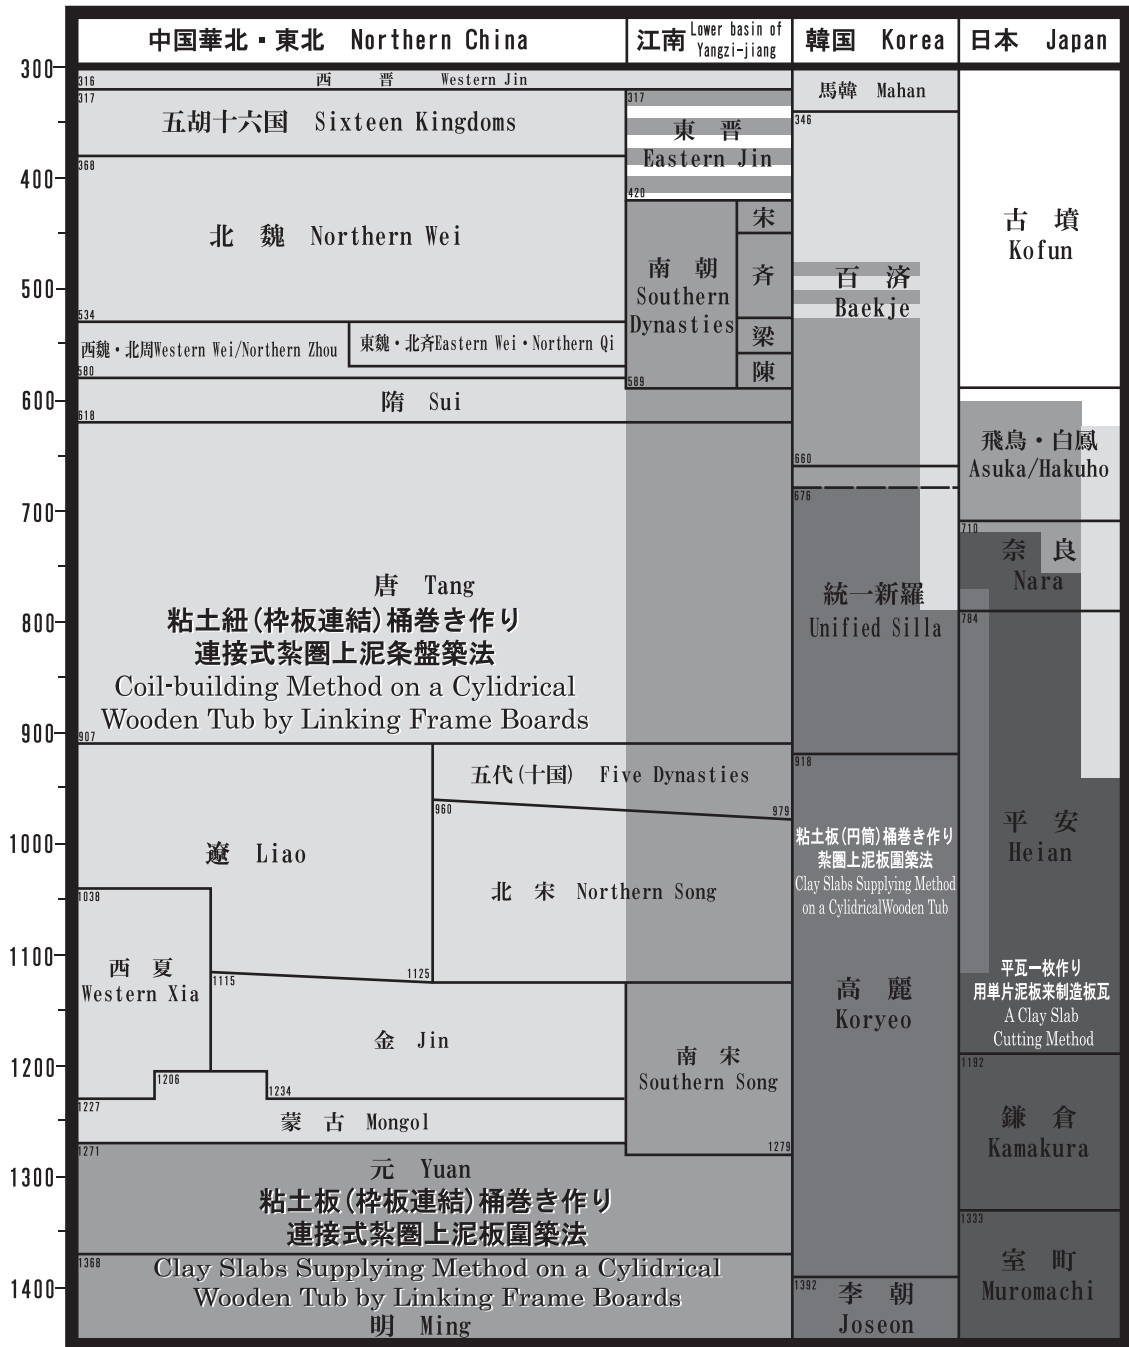 中国華北・東北 Northern China
江南 Lower basin of
Yangzi-jiang
韓国 Korea
日本 Japan
300
400
500
600
700
800
900
1000
1100
1200
1300
1400
316
西 晋 Western Jin
317
五胡十六国 Sixteen Kingdoms
368
北 魏 Northern Wei
534
西魏・北周Western Wei/Northern Zhou
東魏・北斉Eastern Wei・Northern Qi
580
隋 Sui
618
唐 Tang
粘土紐(枠板連結)桶巻き作り
連接式紮圏上泥条盤築法
Coil-building Method on a Cylidrical
Wooden Tub by Linking Frame Boards
907
五代(十国) Five Dynasties
960
979
遼 Liao
北 宋 Northern Song
1038
西 夏
Western Xia
1115
1125
金 Jin
1206
1234
1227
蒙 古 Mongol
1271
元 Yuan
粘土板(枠板連結)桶巻き作り
連接式紮圏上泥板圍築法
1368
Clay Slabs Supplying Method on a Cylidrical
Wooden Tub by Linking Frame Boards
明 Ming
317
東 晋
Eastern Jin
420
南 朝
Southern
Dynasties
宋
斉
梁
陳
589
南 宋
Southern Song
1279
馬韓 Mahan
346
百 済
Baekje
660
676
統一新羅
Unified Silla
918
粘土板(円筒)桶巻き作り
紮圏上泥板圍築法
Clay Slabs Supplying Method
on a CylidricalWooden Tub
高 麗
Koryeo
1392
李 朝
Joseon
古 墳
Kofun
飛鳥・白鳳
Asuka/Hakuho
710
奈 良
Nara
784
平 安
Heian
平瓦一枚作り
用単片泥板来制造板瓦
A Clay Slab
Cutting Method
1192
鎌 倉
Kamakura
1333
室 町
Muromachi